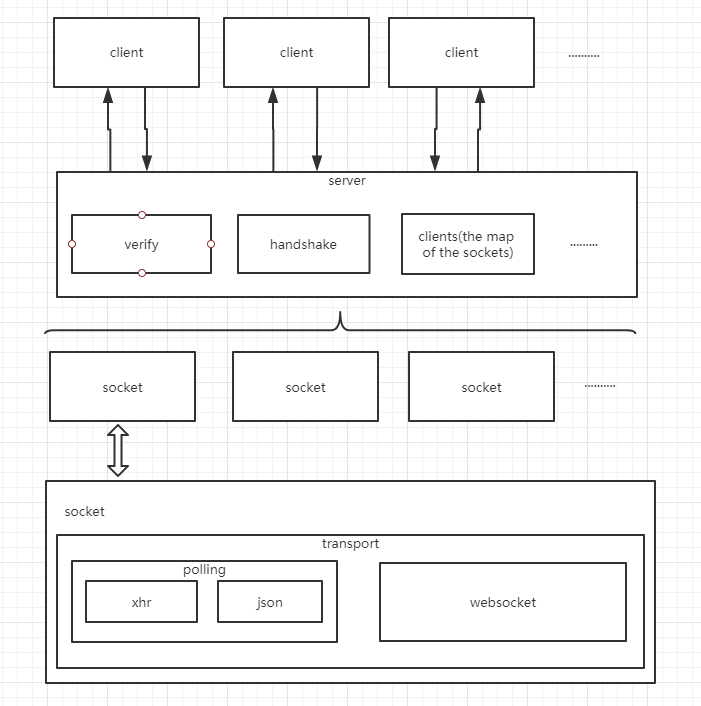 client
client
client
..........
server
verify
handshake
clients(the map
of the sockets)
.........
socket
socket
socket
..........
socket
transport
polling
xhr
json
websocket